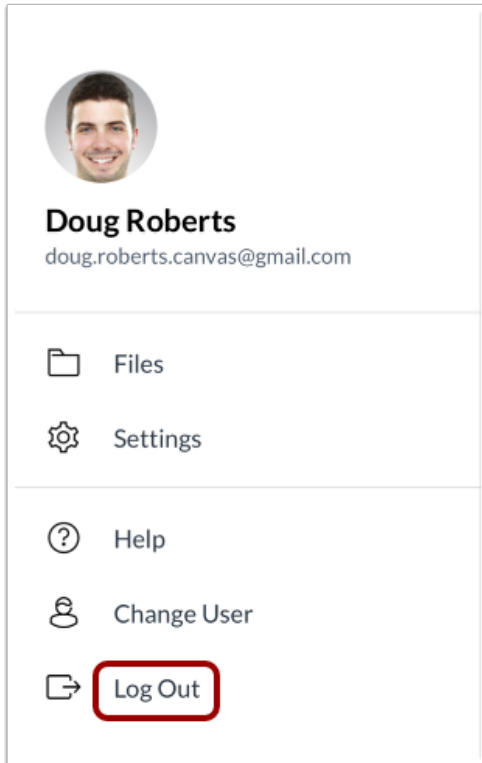 Doug Roberts
doug.roberts.canvas@gmail.com
Files
Settings
Help
Change User
Log Out